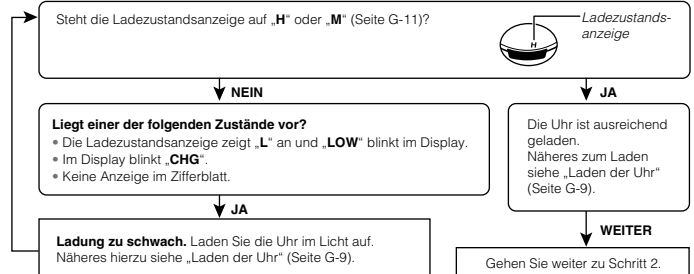 Steht die Ladezustandsanzeige auf „H“ oder „M“ (Seite G-11)?
Ladezustands-
anzeige
H
NEIN
JA
Liegt einer der folgenden Zustände vor?
• Die Ladezustandsanzeige zeigt „L“ an und „LOW“ blinkt im Display.
• Im Display blinkt „CHG“.
• Keine Anzeige im Zifferblatt.
Die Uhr ist ausreichend
geladen.
Näheres zum Laden
siehe „Laden der Uhr“
(Seite G-9).
JA
WEITER
Ladung zu schwach. Laden Sie die Uhr im Licht auf.
Näheres hierzu siehe „Laden der Uhr“ (Seite G-9).
Gehen Sie weiter zu Schritt 2.